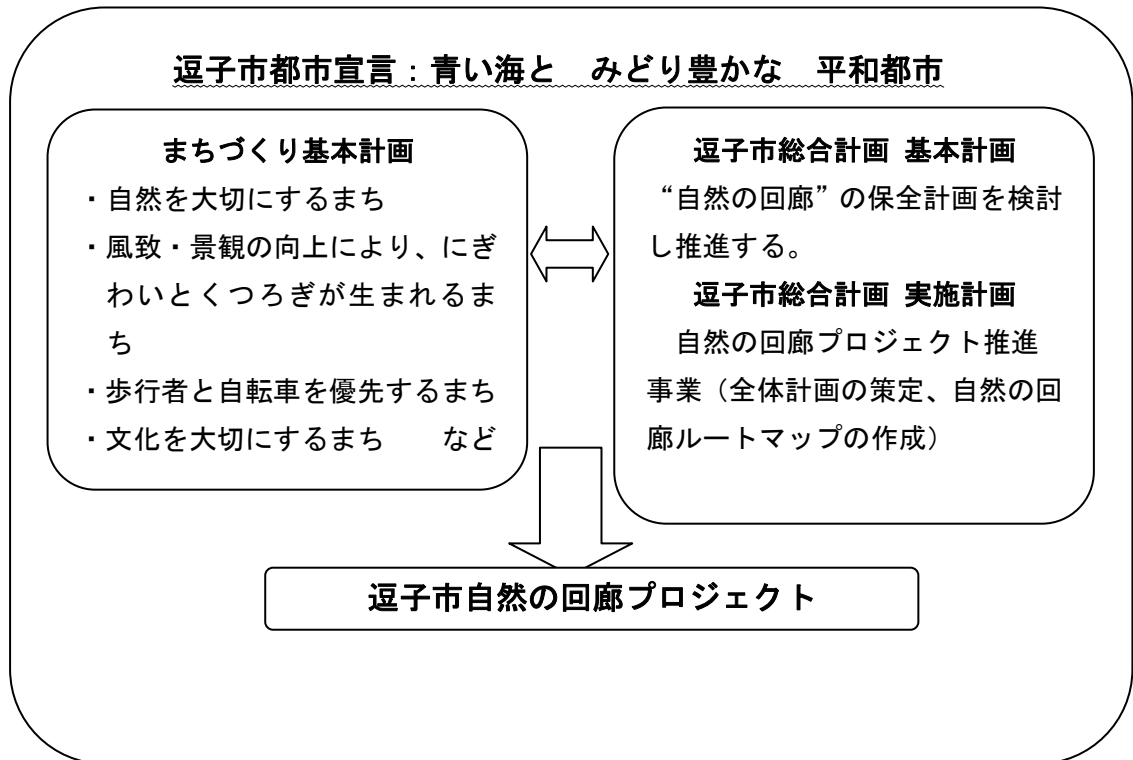 逗子市都市宣言：青い海と　みどり豊かな　平和都市
まちづくり基本計画
・自然を大切にするまち
・風致・景観の向上により、にぎ
わいとくつろぎが生まれるま
ち
・歩行者と自転車を優先するまち
・文化を大切にするまち　　など
逗子市総合計画 基本計画
“自然の回廊”の保全計画を検討
し推進する。
逗子市総合計画 実施計画
自然の回廊プロジェクト推進
事業（全体計画の策定、自然の回
廊ルートマップの作成）
逗子市自然の回廊プロジェクト